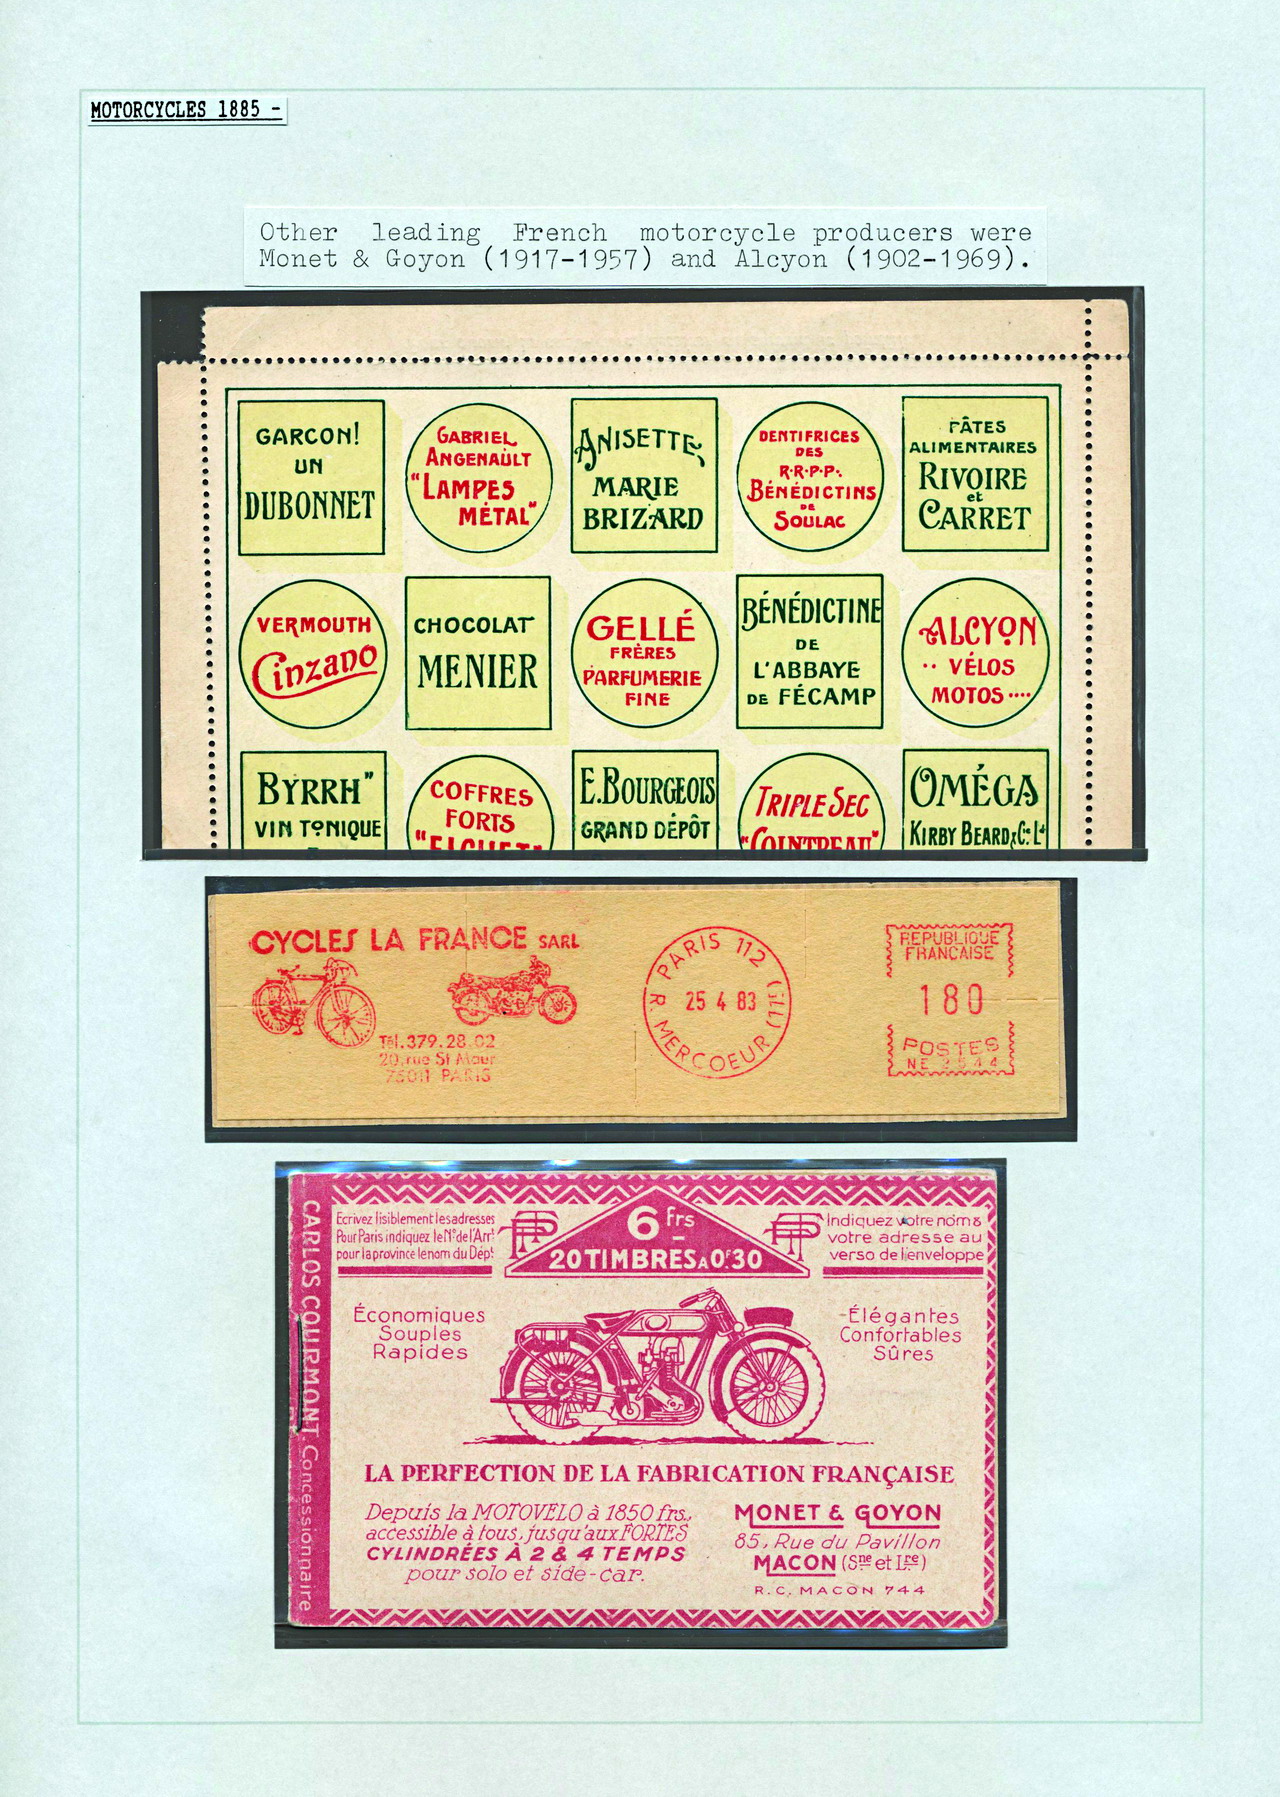 MOTORCYCLES 1885 -
Other leading French motorcycle producers were
Monet & Goyon (1917-1957) and Alcyon (1902-1969).
GARCON!
UN
DUBONNET
GABRIEL
ANGENAULT
"LAMPES
MÉTAL"
ANISETTE
MARIE
BRIZARD
DENTIFRICES
DES
R·R·P·P·
BÉNÉDICTINS
DE
SOULAC
PÂTES
ALIMENTAIRES
RIVOIRE
et
CARRET
VERMOUTH
Cinzano
CHOCOLAT
MENIER
GELLÉ
FRÈRES
PARFUMERIE
FINE
BÉNÉDICTINE
DE
L'ABBAYE
DE FÉCAMP
ALCYON
·· VÉLOS
MOTOS ····
BYRRH"
VIN TONIQUE
COFFRES
FORTS
E. BOURGEOIS
GRAND DÉPÔT
TRIPLE SEC
"COINTREAU"
OMÉGA
KIRBY BEARD & Cº Lᵈ
CYCLES LA FRANCE SARL
Tél. 379.28.02
20, rue St Maur
75011 PARIS
PARIS 112 (ILL)
25 4 83
R. MERCOEUR (11E)
REPUBLIQUE
FRANCAISE
180
POSTES
CARLOS COURMONT. Concessionnaire
Ecrivez lisiblement les adresses
Pour Paris indiquez le Nº de l'Arrᵗ
pour la province le nom du Dépᵗ
6 frs
20 TIMBRES A 0F.30
Indiquez votre nom &
votre adresse au
verso de l'enveloppe
Économiques
Souples
Rapides
Élégantes
Confortables
Sûres
LA PERFECTION DE LA FABRICATION FRANÇAISE
Depuis la MOTOVELO à 1850 frs.,
accessible à tous, jusqu'aux FORTES
CYLINDRÉES À 2 & 4 TEMPS
pour solo et side-car.
MONET & GOYON
85, Rue du Pavillon
MACON (Sne et Lre)
R.C. MACON 744